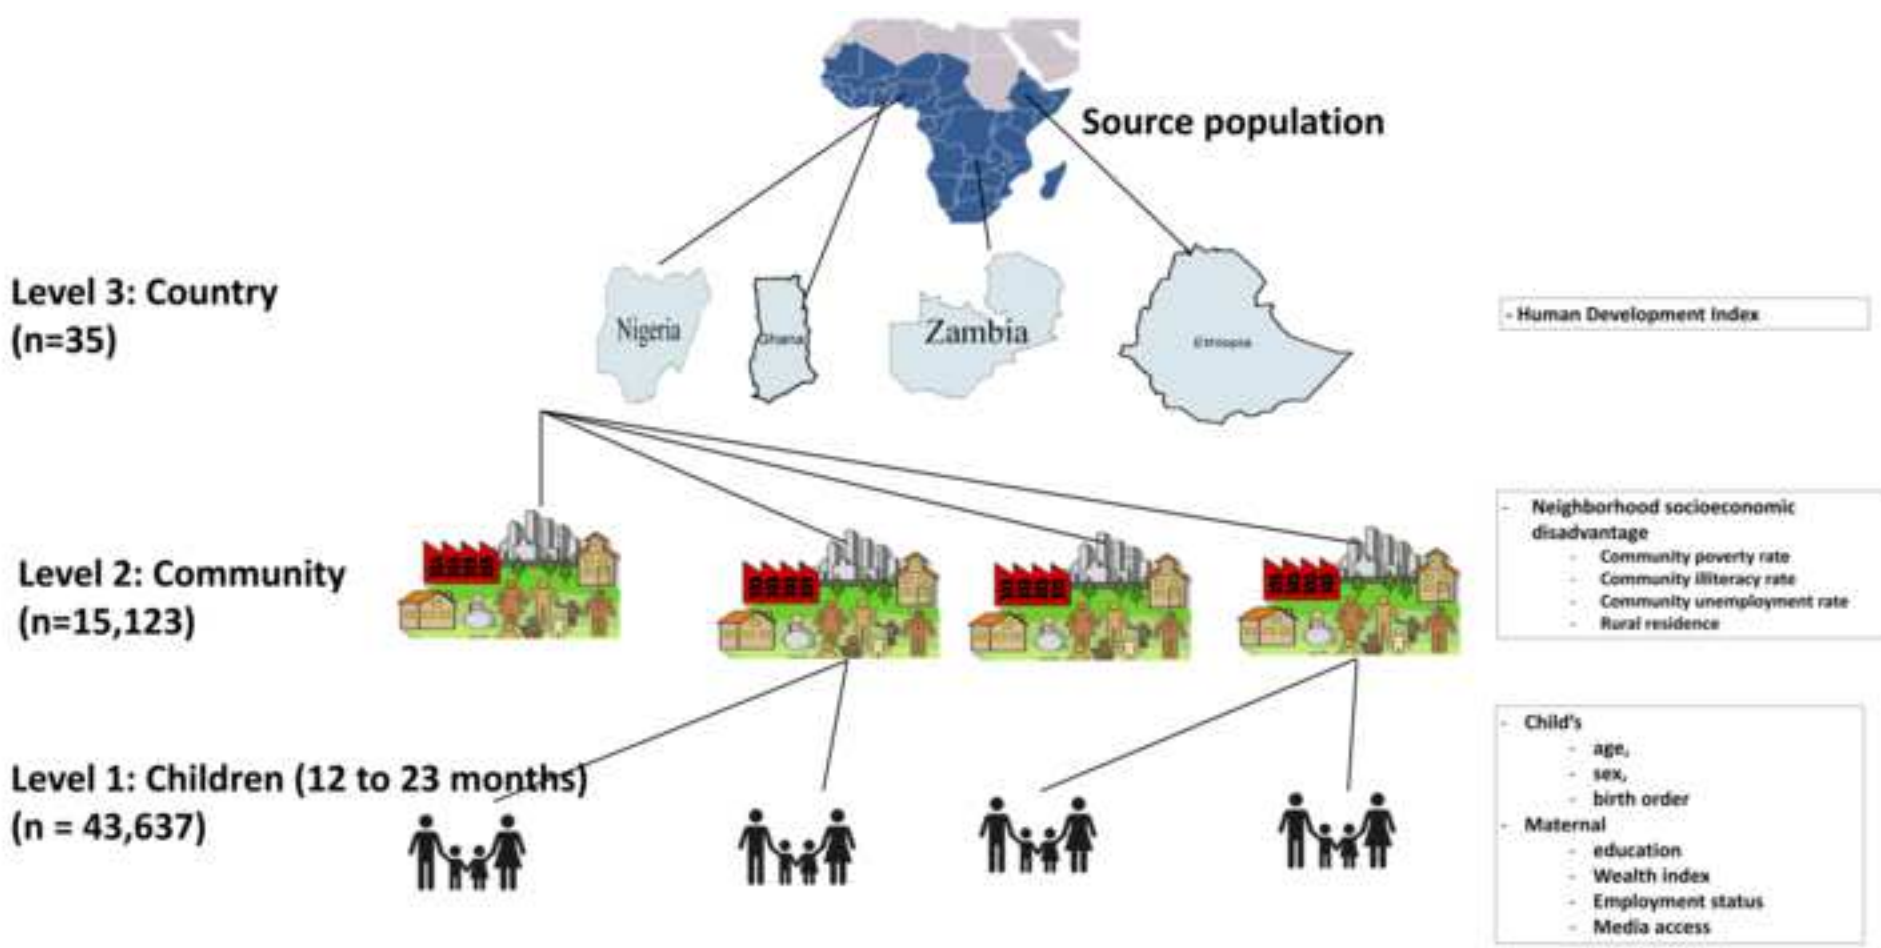 Source population
Level 3: Country
(n=35)
Nigeria
Ghana
Zambia
Ethiopia
- Human Development Index
Level 2: Community
(n=15,123)
- Neighborhood socioeconomic
disadvantage
- Community poverty rate
- Community illiteracy rate
- Community unemployment rate
- Rural residence
Level 1: Children (12 to 23 months)
(n = 43,637)
- Child's
- age,
- sex,
- birth order
- Maternal
- education
- Wealth index
- Employment status
- Media access